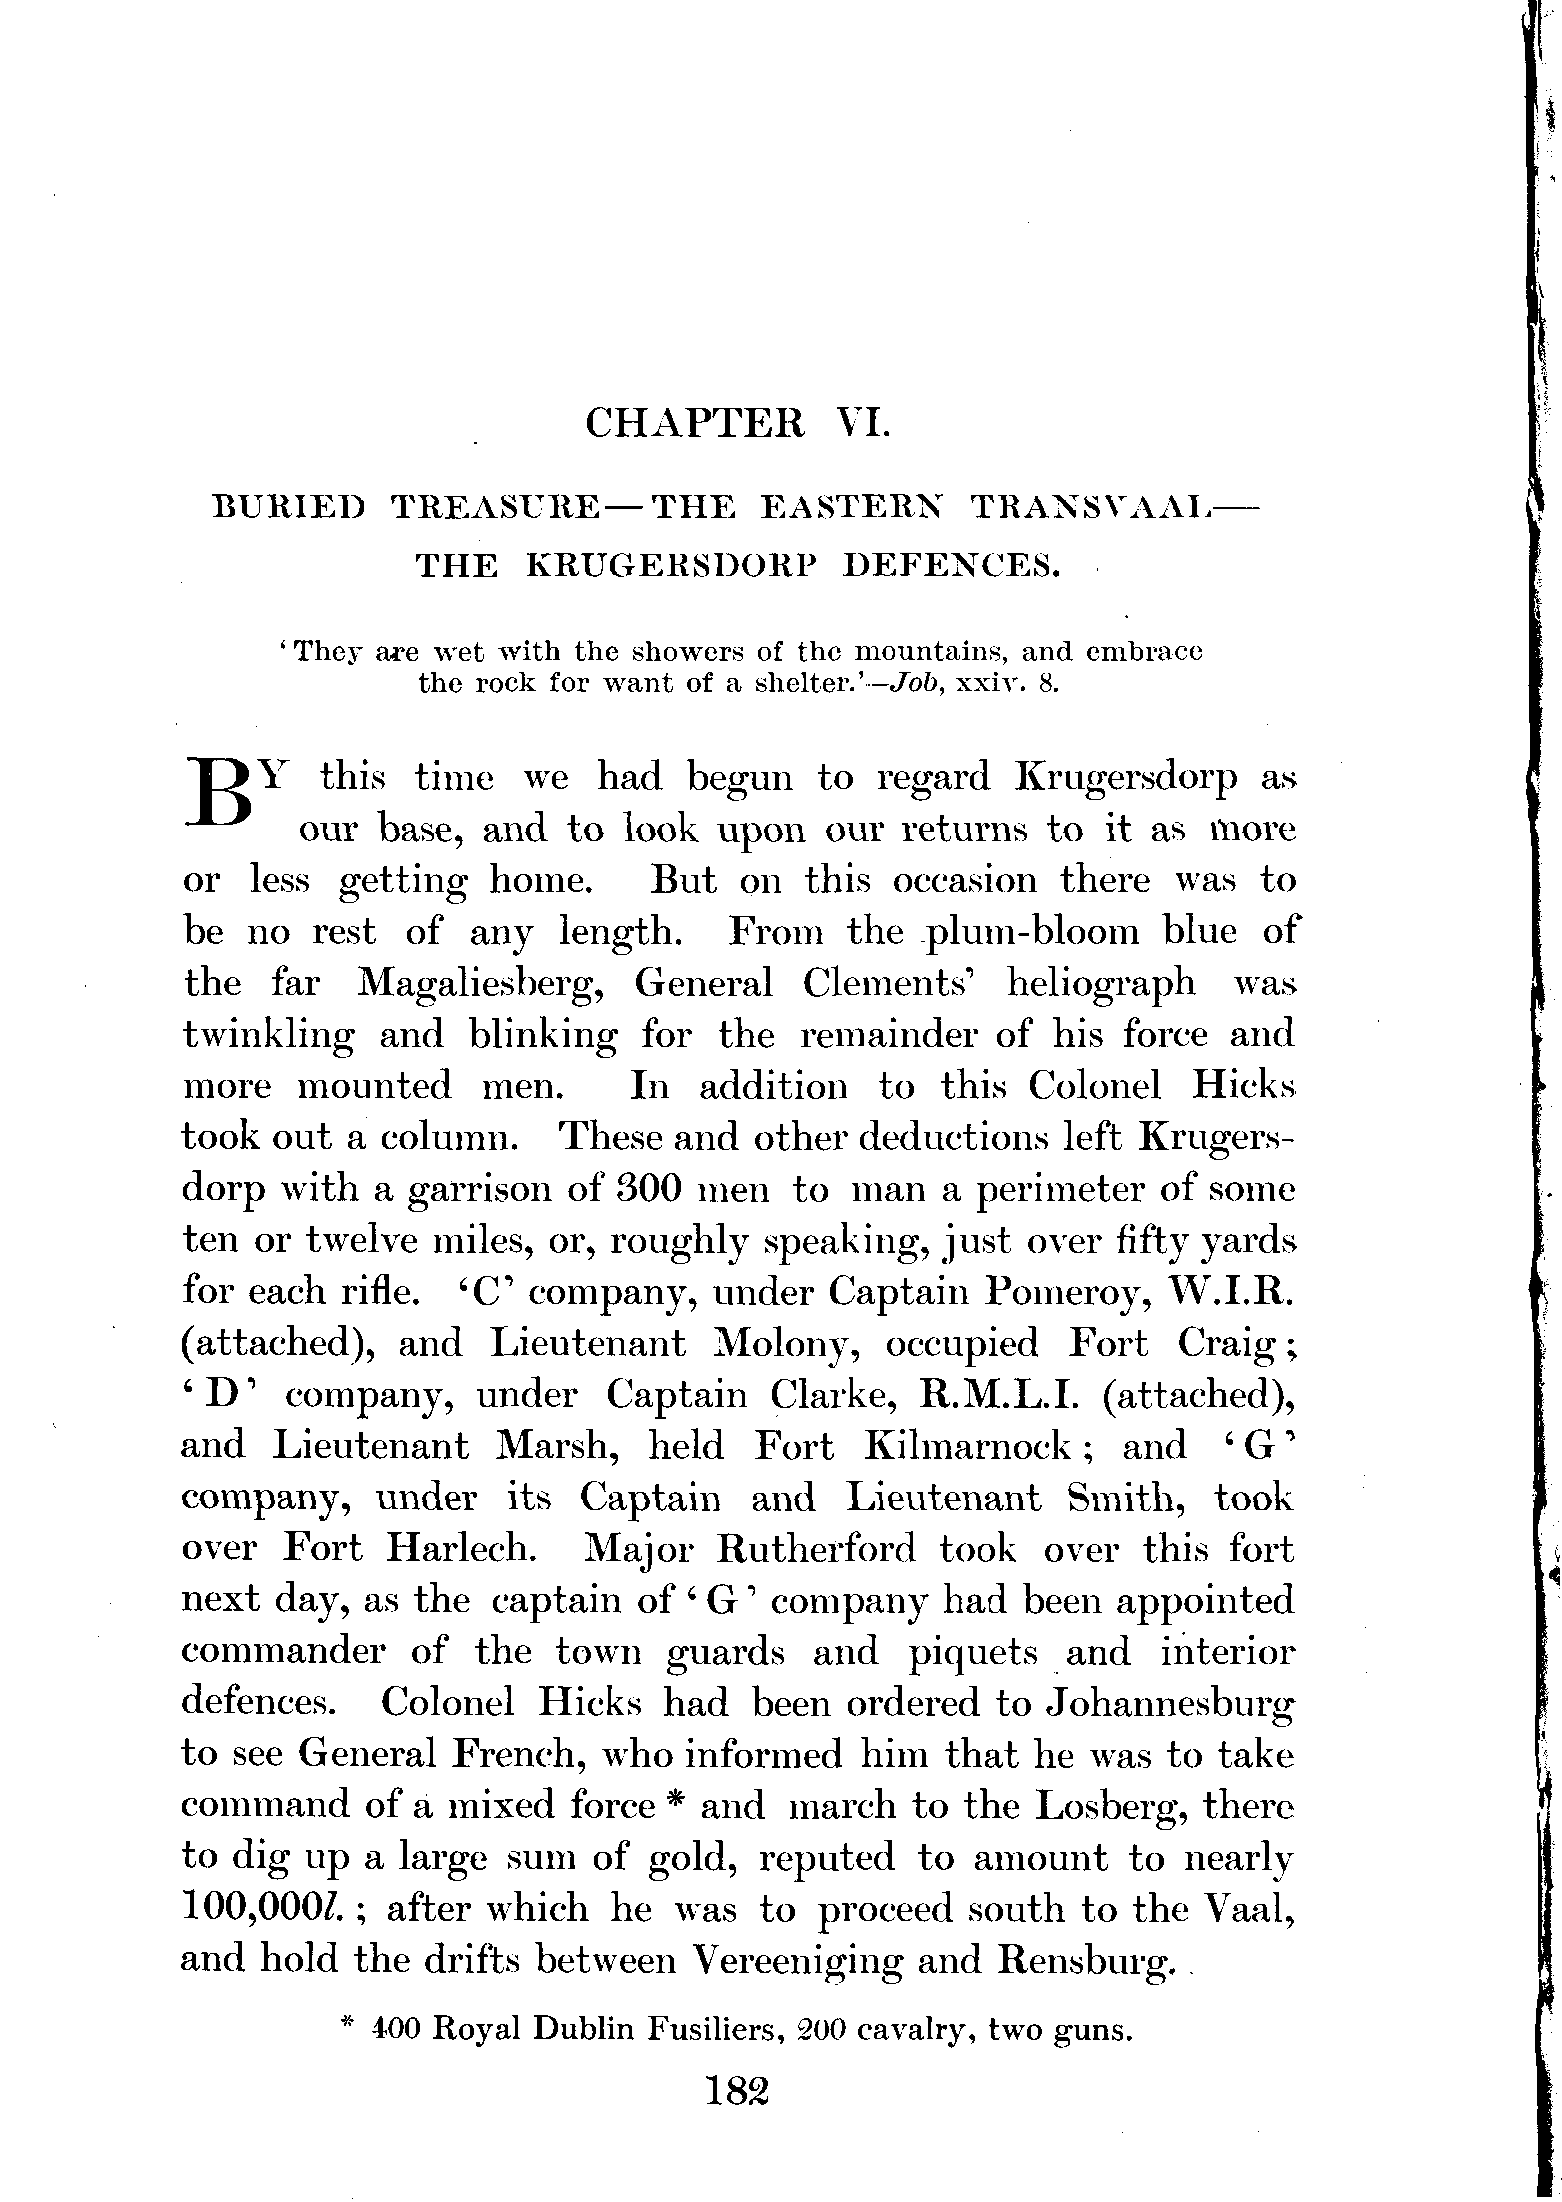 CHAPTER VI.
BURIED TREASURE—THE EASTERN TRANSVAAL—
THE KRUGERSDORP DEFENCES.
‘They are wet with the showers of the mountains, and embrace
the rock for want of a shelter.’—Job, xxiv. 8.
BY this time we had begun to regard Krugersdorp as
our base, and to look upon our returns to it as more
or less getting home. But on this occasion there was to
be no rest of any length. From the plum-bloom blue of
the far Magaliesberg, General Clements’ heliograph was
twinkling and blinking for the remainder of his force and
more mounted men. In addition to this Colonel Hicks
took out a column. These and other deductions left Krugers-
dorp with a garrison of 300 men to man a perimeter of some
ten or twelve miles, or, roughly speaking, just over fifty yards
for each rifle. ‘C’ company, under Captain Pomeroy, W.I.R.
(attached), and Lieutenant Molony, occupied Fort Craig;
‘D’ company, under Captain Clarke, R.M.L.I. (attached),
and Lieutenant Marsh, held Fort Kilmarnock; and ‘G’
company, under its Captain and Lieutenant Smith, took
over Fort Harlech. Major Rutherford took over this fort
next day, as the captain of ‘G’ company had been appointed
commander of the town guards and piquets and interior
defences. Colonel Hicks had been ordered to Johannesburg
to see General French, who informed him that he was to take
command of a mixed force * and march to the Losberg, there
to dig up a large sum of gold, reputed to amount to nearly
100,000l.; after which he was to proceed south to the Vaal,
and hold the drifts between Vereeniging and Rensburg.
* 400 Royal Dublin Fusiliers, 200 cavalry, two guns.
182